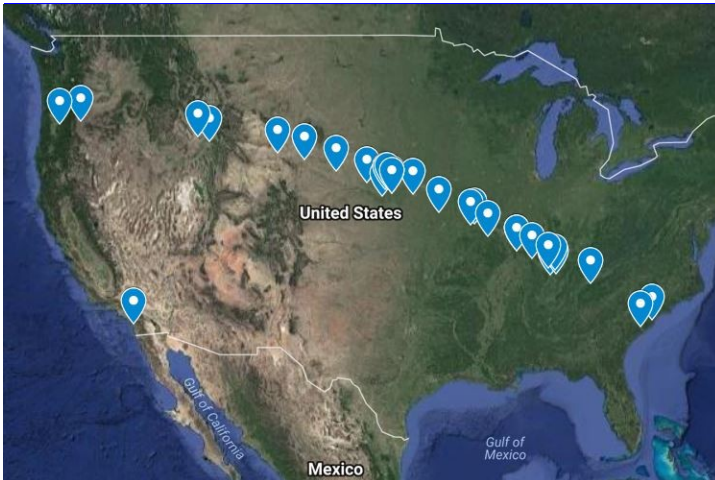 United States
Gulf of
California
Gulf of
Mexico
Mexico